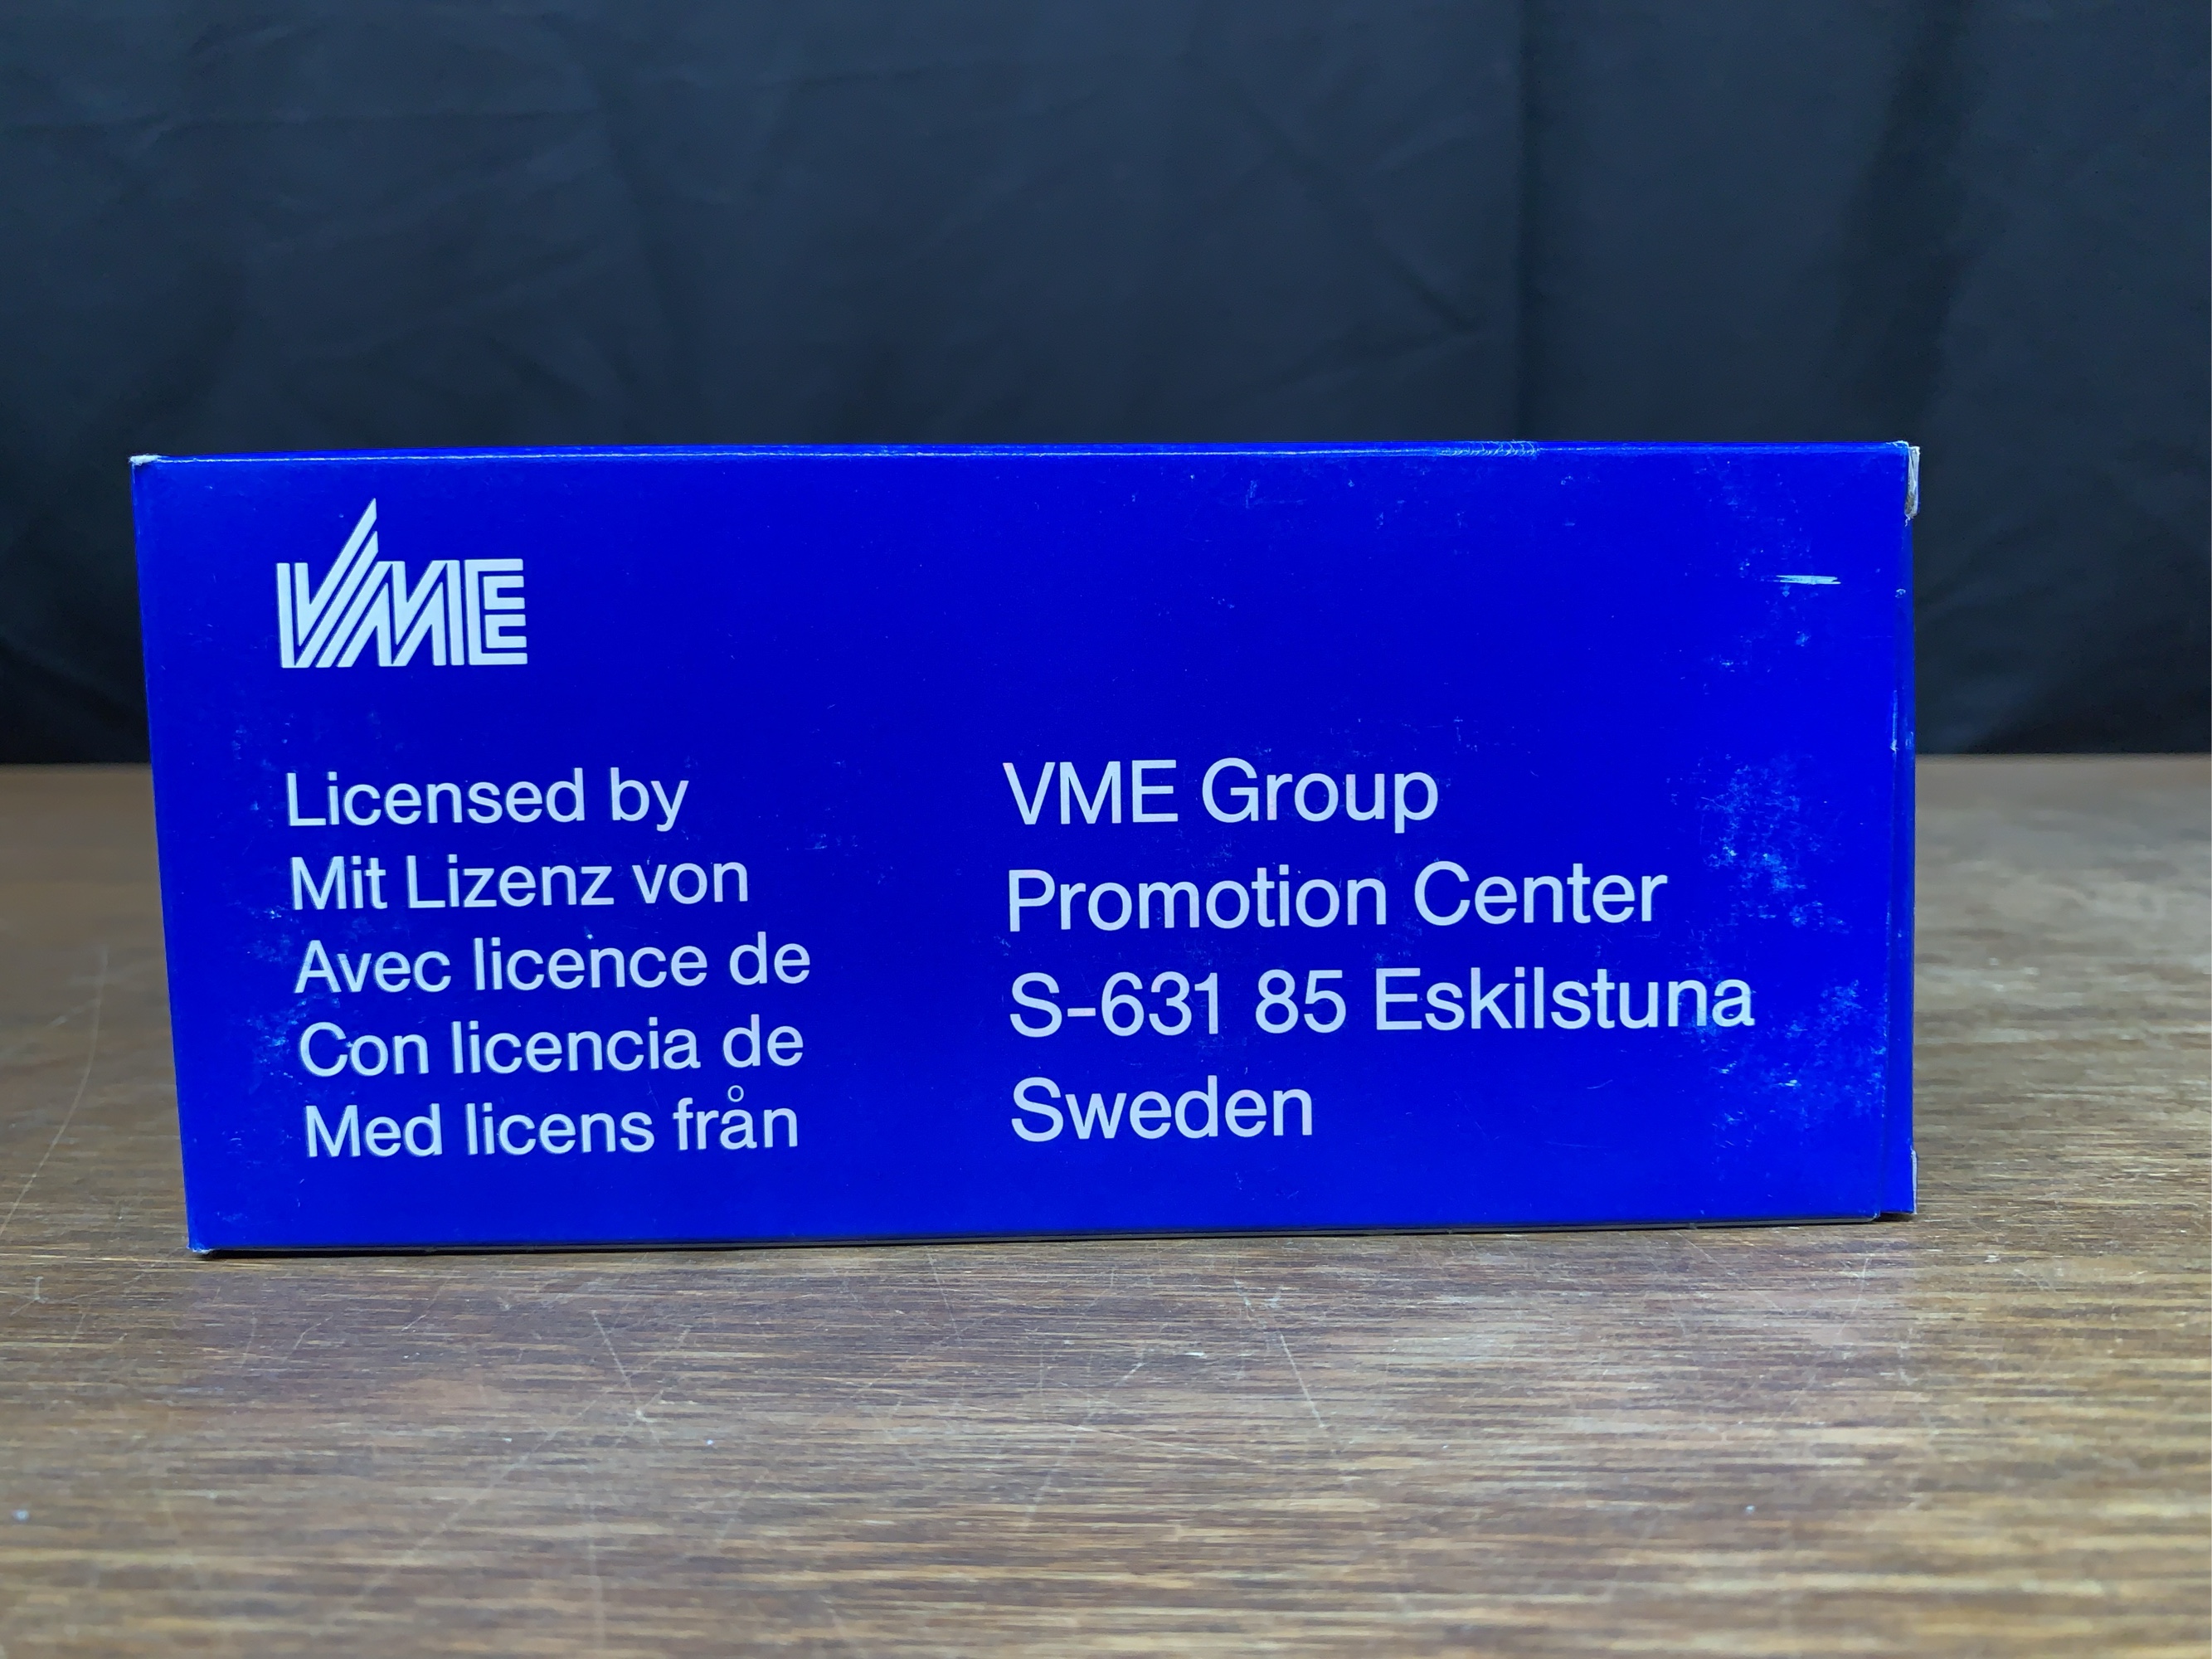 VME
Licensed by
Mit Lizenz von
Avec licence de
Con licencia de
Med licens från
VME Group
Promotion Center
S-631 85 Eskilstuna
Sweden